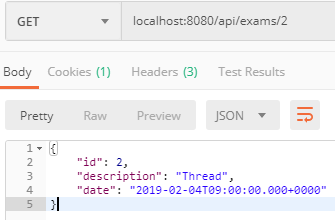 GET localhost:8080/api/exams/2
Body Cookies (1) Headers (3) Test Results
Pretty Raw Preview JSON
1 {
2 "id": 2,
3 "description": "Thread",
4 "date": "2019-02-04T09:00:00.000+0000"
5 }